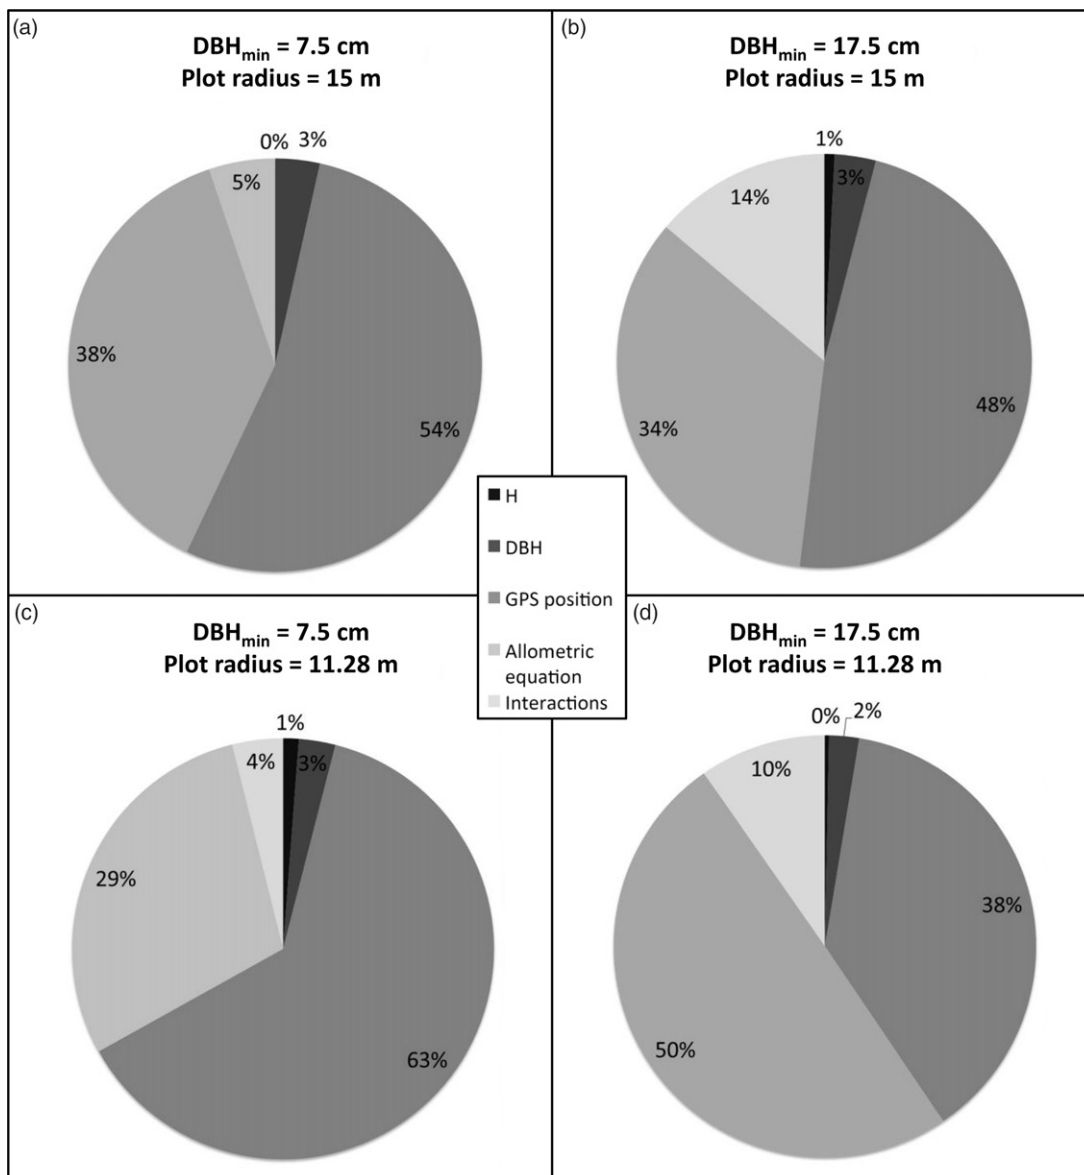 (a)
DBHmin = 7.5 cm
Plot radius = 15 m
0%
3%
5%
38%
54%
(b)
DBHmin = 17.5 cm
Plot radius = 15 m
1%
3%
14%
48%
34%
H
DBH
GPS position
Allometric
equation
Interactions
(c)
DBHmin = 7.5 cm
Plot radius = 11.28 m
1%
4%
3%
29%
63%
(d)
DBHmin = 17.5 cm
Plot radius = 11.28 m
0%
2%
10%
38%
50%